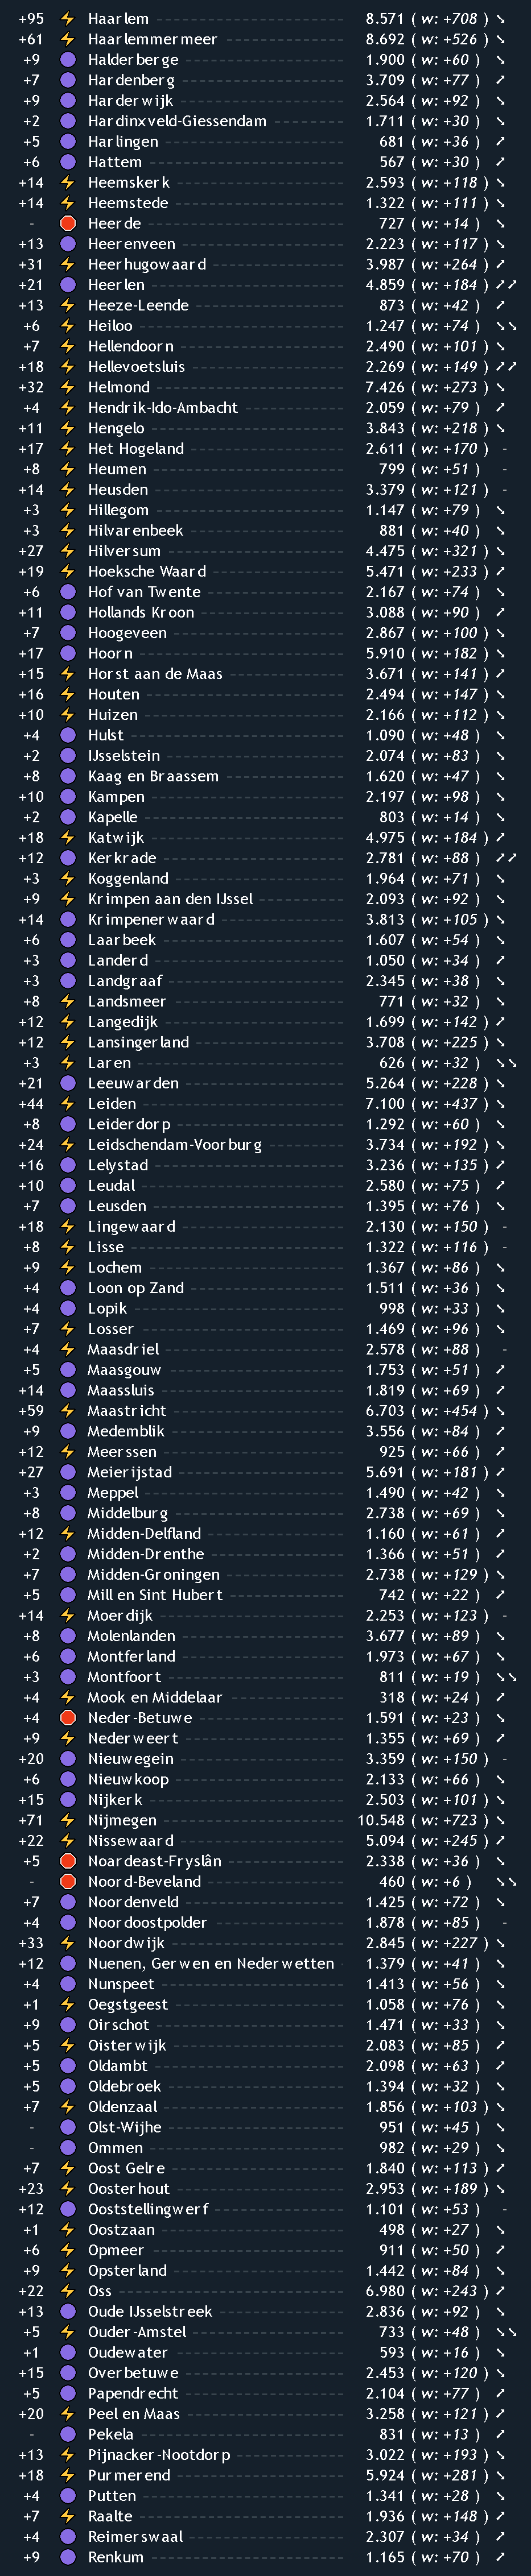 +95 Haarlem 8.571 ( w: +708 ) ↘
+61 Haarlemmermeer 8.692 ( w: +526 ) ↘
+9 Halderberge 1.900 ( w: +60 ) ↘
+7 Hardenberg 3.709 ( w: +77 ) ↗
+9 Harderwijk 2.564 ( w: +92 ) ↘
+2 Hardinxveld-Giessendam 1.711 ( w: +30 ) ↘
+5 Harlingen 681 ( w: +36 ) ↗
+6 Hattem 567 ( w: +30 ) ↗
+14 Heemskerk 2.593 ( w: +118 ) ↘
+14 Heemstede 1.322 ( w: +111 ) ↘
- Heerde 727 ( w: +14 ) ↘
+13 Heerenveen 2.223 ( w: +117 ) ↘
+31 Heerhugowaard 3.987 ( w: +264 ) ↗
+21 Heerlen 4.859 ( w: +184 ) ↗↗
+13 Heeze-Leende 873 ( w: +42 ) ↗
+6 Heiloo 1.247 ( w: +74 ) ↘↘
+7 Hellendoorn 2.490 ( w: +101 ) ↘
+18 Hellevoetsluis 2.269 ( w: +149 ) ↗↗
+32 Helmond 7.426 ( w: +273 ) ↘
+4 Hendrik-Ido-Ambacht 2.059 ( w: +79 ) ↗
+11 Hengelo 3.843 ( w: +218 ) ↘
+17 Het Hogeland 2.611 ( w: +170 ) -
+8 Heumen 799 ( w: +51 ) -
+14 Heusden 3.379 ( w: +121 ) -
+3 Hillegom 1.147 ( w: +79 ) ↘
+3 Hilvarenbeek 881 ( w: +40 ) ↘
+27 Hilversum 4.475 ( w: +321 ) ↘
+19 Hoeksche Waard 5.471 ( w: +233 ) ↗
+6 Hof van Twente 2.167 ( w: +74 ) ↘
+11 Hollands Kroon 3.088 ( w: +90 ) ↗
+7 Hoogeveen 2.867 ( w: +100 ) ↘
+17 Hoorn 5.910 ( w: +182 ) ↘
+15 Horst aan de Maas 3.671 ( w: +141 ) ↗
+16 Houten 2.494 ( w: +147 ) ↘
+10 Huizen 2.166 ( w: +112 ) ↘
+4 Hulst 1.090 ( w: +48 ) ↘
+2 IJsselstein 2.074 ( w: +83 ) ↘
+8 Kaag en Braassem 1.620 ( w: +47 ) ↘
+10 Kampen 2.197 ( w: +98 ) ↘
+2 Kapelle 803 ( w: +14 ) ↘
+18 Katwijk 4.975 ( w: +184 ) ↗
+12 Kerkrade 2.781 ( w: +88 ) ↗↗
+3 Koggenland 1.964 ( w: +71 ) ↘
+9 Krimpen aan den IJssel 2.093 ( w: +92 ) ↘
+14 Krimpenerwaard 3.813 ( w: +105 ) ↘
+6 Laarbeek 1.607 ( w: +54 ) ↘
+3 Landerd 1.050 ( w: +34 ) ↗
+3 Landgraaf 2.345 ( w: +38 ) ↘
+8 Landsmeer 771 ( w: +32 ) ↘
+12 Langedijk 1.699 ( w: +142 ) ↗
+12 Lansingerland 3.708 ( w: +225 ) ↘
+3 Laren 626 ( w: +32 ) ↘↘
+21 Leeuwarden 5.264 ( w: +228 ) ↘
+44 Leiden 7.100 ( w: +437 ) ↘
+8 Leiderdorp 1.292 ( w: +60 ) ↘
+24 Leidschendam-Voorburg 3.734 ( w: +192 ) ↘
+16 Lelystad 3.236 ( w: +135 ) ↗
+10 Leudal 2.580 ( w: +75 ) ↗
+7 Leusden 1.395 ( w: +76 ) ↘
+18 Lingewaard 2.130 ( w: +150 ) -
+8 Lisse 1.322 ( w: +116 ) -
+9 Lochem 1.367 ( w: +86 ) ↘
+4 Loon op Zand 1.511 ( w: +36 ) ↘
+4 Lopik 998 ( w: +33 ) ↘
+7 Losser 1.469 ( w: +96 ) ↘
+4 Maasdriel 2.578 ( w: +88 ) -
+5 Maasgouw 1.753 ( w: +51 ) ↗
+14 Maassluis 1.819 ( w: +69 ) ↗
+59 Maastricht 6.703 ( w: +454 ) ↗
+9 Medemblik 3.556 ( w: +84 ) ↗
+12 Meerssen 925 ( w: +66 ) ↗
+27 Meierijstad 5.691 ( w: +181 ) ↗
+3 Meppel 1.490 ( w: +42 ) ↘
+8 Middelburg 2.738 ( w: +69 ) ↘
+12 Midden-Delfland 1.160 ( w: +61 ) ↗
+2 Midden-Drenthe 1.366 ( w: +51 ) ↗
+7 Midden-Groningen 2.738 ( w: +129 ) ↘
+5 Mill en Sint Hubert 742 ( w: +22 ) ↗
+14 Moerdijk 2.253 ( w: +123 ) -
+8 Molenlanden 3.677 ( w: +89 ) ↘
+6 Montferland 1.973 ( w: +67 ) ↘
+3 Montfoort 811 ( w: +19 ) ↘↘
+4 Mook en Middelaar 318 ( w: +24 ) ↗
+4 Neder-Betuwe 1.591 ( w: +23 ) ↘
+9 Nederweert 1.355 ( w: +69 ) ↗
+20 Nieuwegein 3.359 ( w: +150 ) -
+6 Nieuwkoop 2.133 ( w: +66 ) ↘
+15 Nijkerk 2.503 ( w: +101 ) ↘
+71 Nijmegen 10.548 ( w: +723 ) ↘
+22 Nissewaard 5.094 ( w: +245 ) ↗
+5 Noardeast-Fryslân 2.338 ( w: +36 ) ↘
- Noord-Beveland 460 ( w: +6 ) ↘↘
+7 Noordenveld 1.425 ( w: +72 ) ↘
+4 Noordoostpolder 1.878 ( w: +85 ) -
+33 Noordwijk 2.845 ( w: +227 ) ↘
+12 Nuenen, Gerwen en Nederwetten 1.379 ( w: +41 ) ↘
+4 Nunspeet 1.413 ( w: +56 ) ↘
+1 Oegstgeest 1.058 ( w: +76 ) ↘
+9 Oirschot 1.471 ( w: +33 ) ↘
+5 Oisterwijk 2.083 ( w: +85 ) ↗
+5 Oldambt 2.098 ( w: +63 ) ↗
+5 Oldebroek 1.394 ( w: +32 ) ↘
+7 Oldenzaal 1.856 ( w: +103 ) ↘
- Olst-Wijhe 951 ( w: +45 ) ↘
- Ommen 982 ( w: +29 ) ↘
+7 Oost Gelre 1.840 ( w: +113 ) ↗
+23 Oosterhout 2.953 ( w: +189 ) ↘
+12 Ooststellingwerf 1.101 ( w: +53 ) -
+1 Oostzaan 498 ( w: +27 ) ↘
+6 Opmeer 911 ( w: +50 ) ↗
+9 Opsterland 1.442 ( w: +84 ) ↘
+22 Oss 6.980 ( w: +243 ) ↗
+13 Oude IJsselstreek 2.836 ( w: +92 ) ↘
+5 Ouder-Amstel 733 ( w: +48 ) ↘↘
+1 Oudewater 593 ( w: +16 ) ↘
+15 Overbetuwe 2.453 ( w: +120 ) ↘
+5 Papendrecht 2.104 ( w: +77 ) ↗
+20 Peel en Maas 3.258 ( w: +121 ) ↗
- Pekela 831 ( w: +13 ) ↗
+13 Pijnacker-Nootdorp 3.022 ( w: +193 ) ↘
+18 Purmerend 5.924 ( w: +281 ) ↘
+4 Putten 1.341 ( w: +28 ) ↘
+7 Raalte 1.936 ( w: +148 ) ↗
+4 Reimerswaal 2.307 ( w: +34 ) ↗
+9 Renkum 1.165 ( w: +70 ) ↗